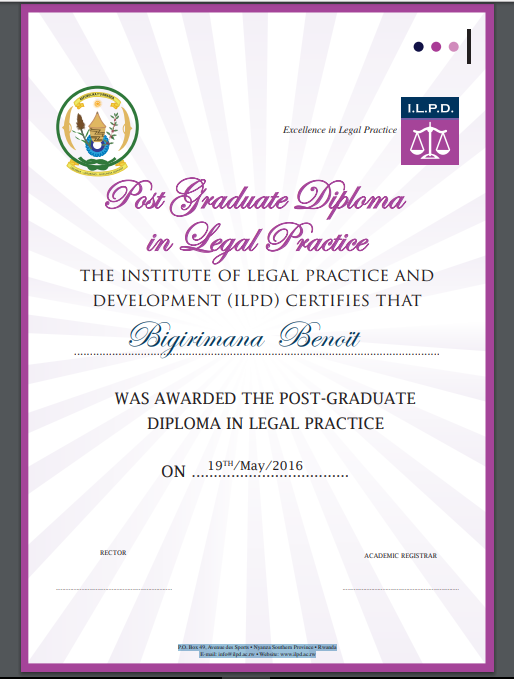 I.L.P.D.
Excellence in Legal Practice
Post Graduate Diploma
in Legal Practice
THE INSTITUTE OF LEGAL PRACTICE AND
DEVELOPMENT (ILPD) CERTIFIES THAT
Bigirimana Benoït
WAS AWARDED THE POST-GRADUATE
DIPLOMA IN LEGAL PRACTICE
ON 19TH/May/2016
RECTOR
ACADEMIC REGISTRAR
P.O. Box 49, Avenue des Sports • Nyanza Southern Province • Rwanda
E-mail: info@ilpd.ac.rw • Website: www.ilpd.ac.rw